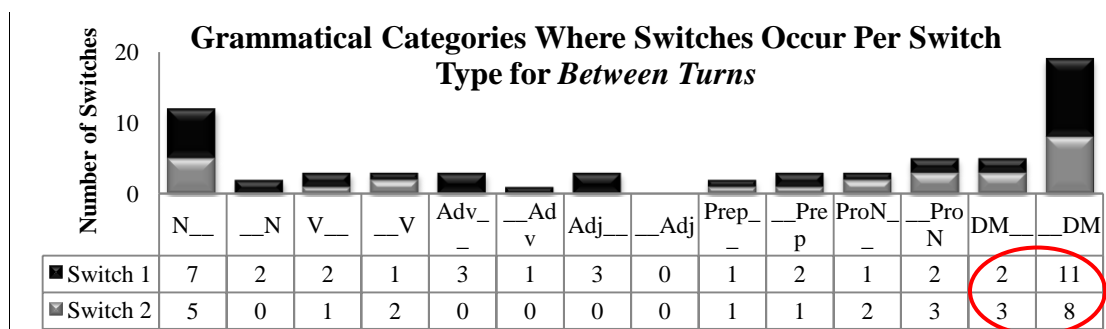 Grammatical Categories Where Switches Occur Per Switch
Type for Between Turns
Number of Switches
20
10
0
N__ __N V__ __V Adv_ __Ad Adj__ __Adj Prep_ __Pre ProN_ __Pro DM__ __DM
_ v _ p _ N
Switch 1 7 2 2 1 3 1 3 0 1 2 1 2 2 11
Switch 2 5 0 1 2 0 0 0 0 1 1 2 3 3 8